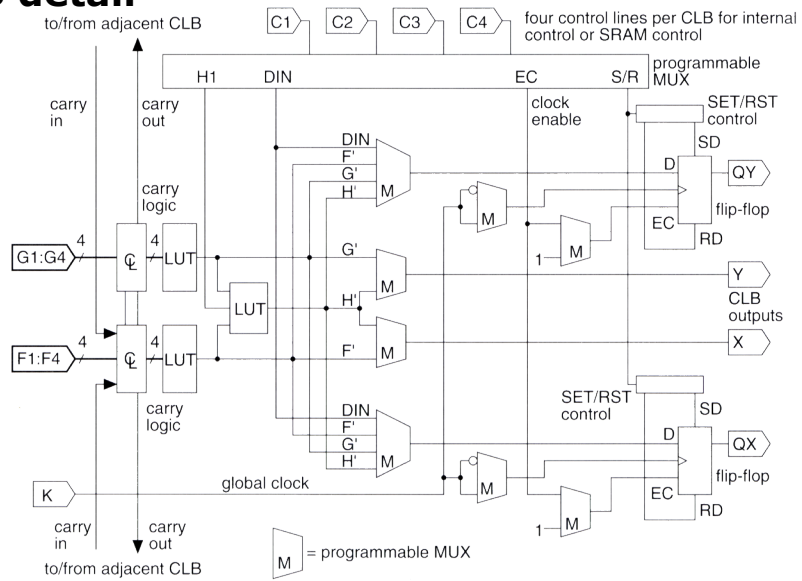 to/from adjacent CLB
C1 C2 C3 C4
four control lines per CLB for internal
control or SRAM control
programmable
MUX
H1 DIN EC S/R
carry
in
carry
out
clock
enable
SET/RST
control
SD
DIN
F'
G'
H'
M
D
QY
M
flip-flop
EC
RD
1
M
carry
logic
4
4
G1:G4
LUT
G'
M
Y
CLB
outputs
LUT
H'
4
4
F1:F4
LUT
F'
M
X
carry
logic
SET/RST
control
SD
DIN
F'
G'
H'
M
D
QX
M
flip-flop
EC
RD
1
M
K
global clock
carry
in
carry
out
M = programmable MUX
to/from adjacent CLB